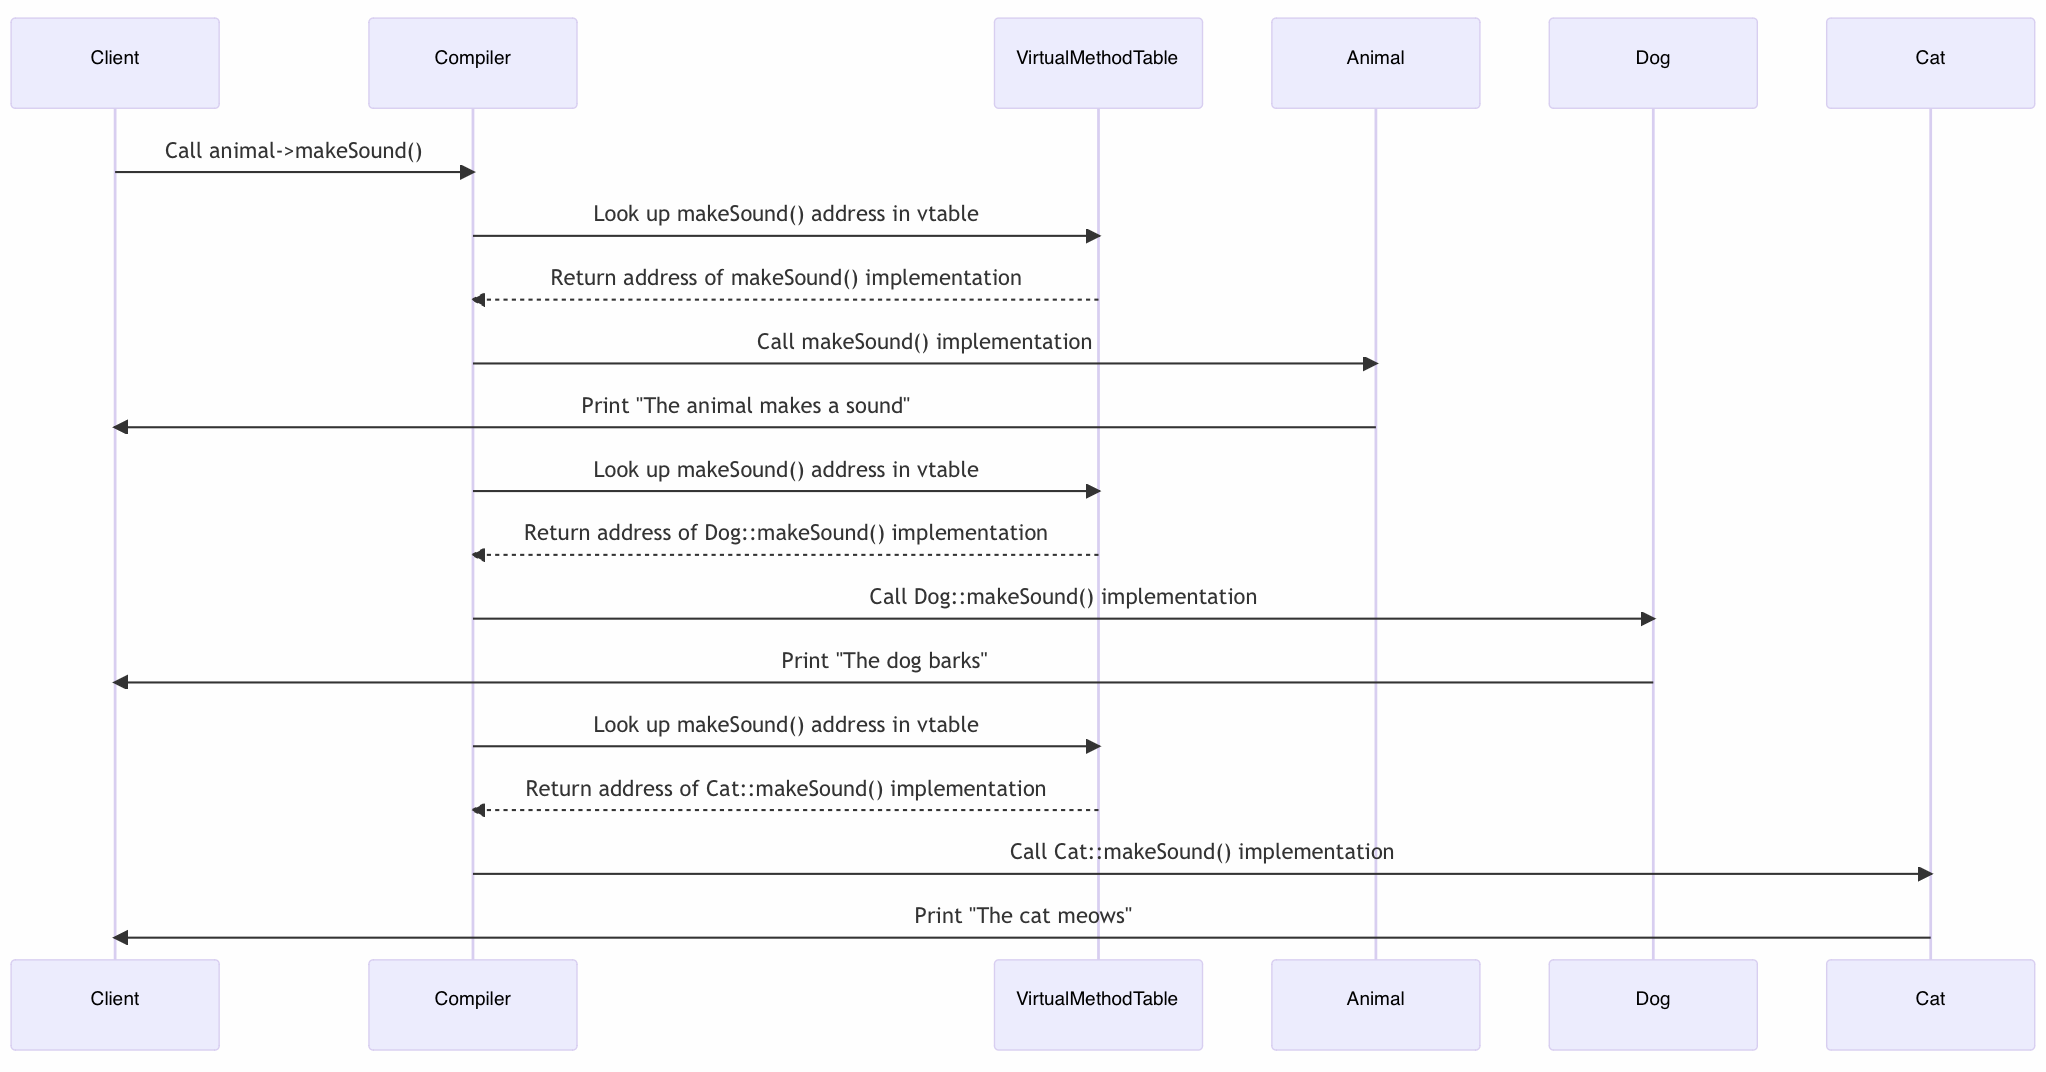 Client
Compiler
VirtualMethodTable
Animal
Dog
Cat
Call animal->makeSound()
Look up makeSound() address in vtable
Return address of makeSound() implementation
Call makeSound() implementation
Print "The animal makes a sound"
Look up makeSound() address in vtable
Return address of Dog::makeSound() implementation
Call Dog::makeSound() implementation
Print "The dog barks"
Look up makeSound() address in vtable
Return address of Cat::makeSound() implementation
Call Cat::makeSound() implementation
Print "The cat meows"
Client
Compiler
VirtualMethodTable
Animal
Dog
Cat